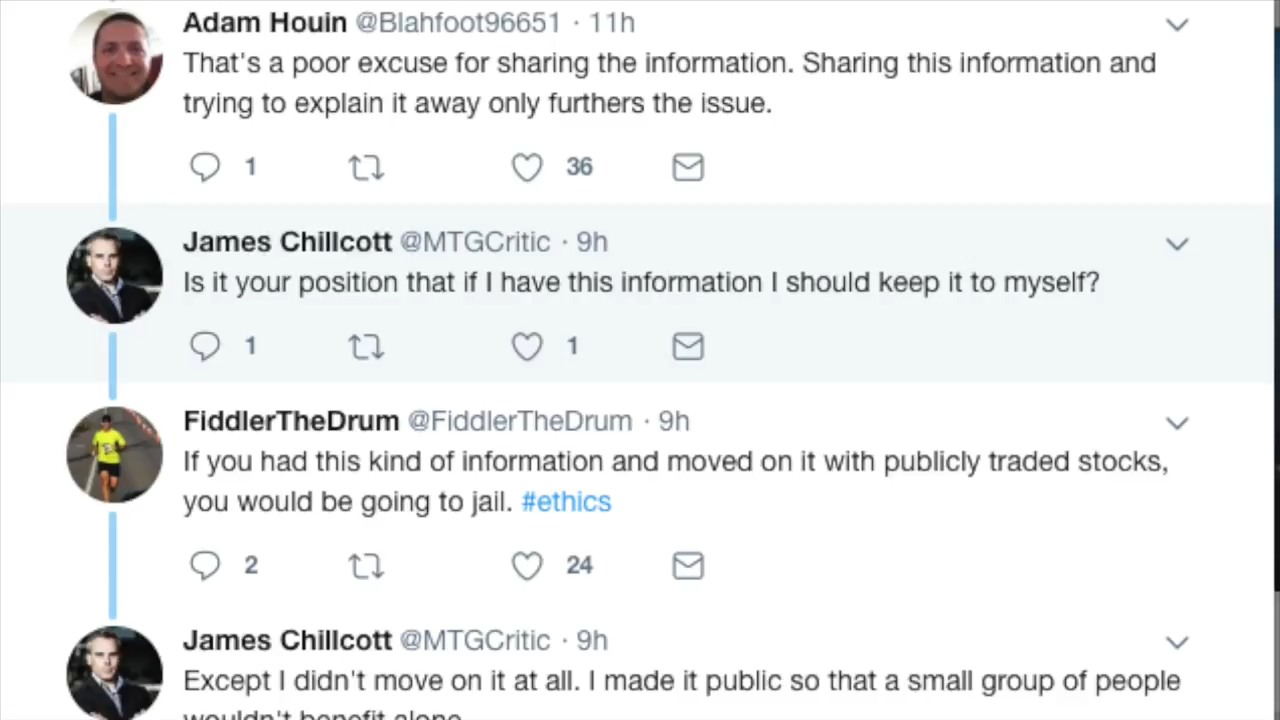 Adam Houin @Blahfoot96651 · 11h
That's a poor excuse for sharing the information. Sharing this information and
trying to explain it away only furthers the issue.
1 36
James Chillcott @MTGCritic · 9h
Is it your position that if I have this information I should keep it to myself?
1 1
FiddlerTheDrum @FiddlerTheDrum · 9h
If you had this kind of information and moved on it with publicly traded stocks,
you would be going to jail. #ethics
2 24
James Chillcott @MTGCritic · 9h
Except I didn't move on it at all. I made it public so that a small group of people
wouldn't benefit alone